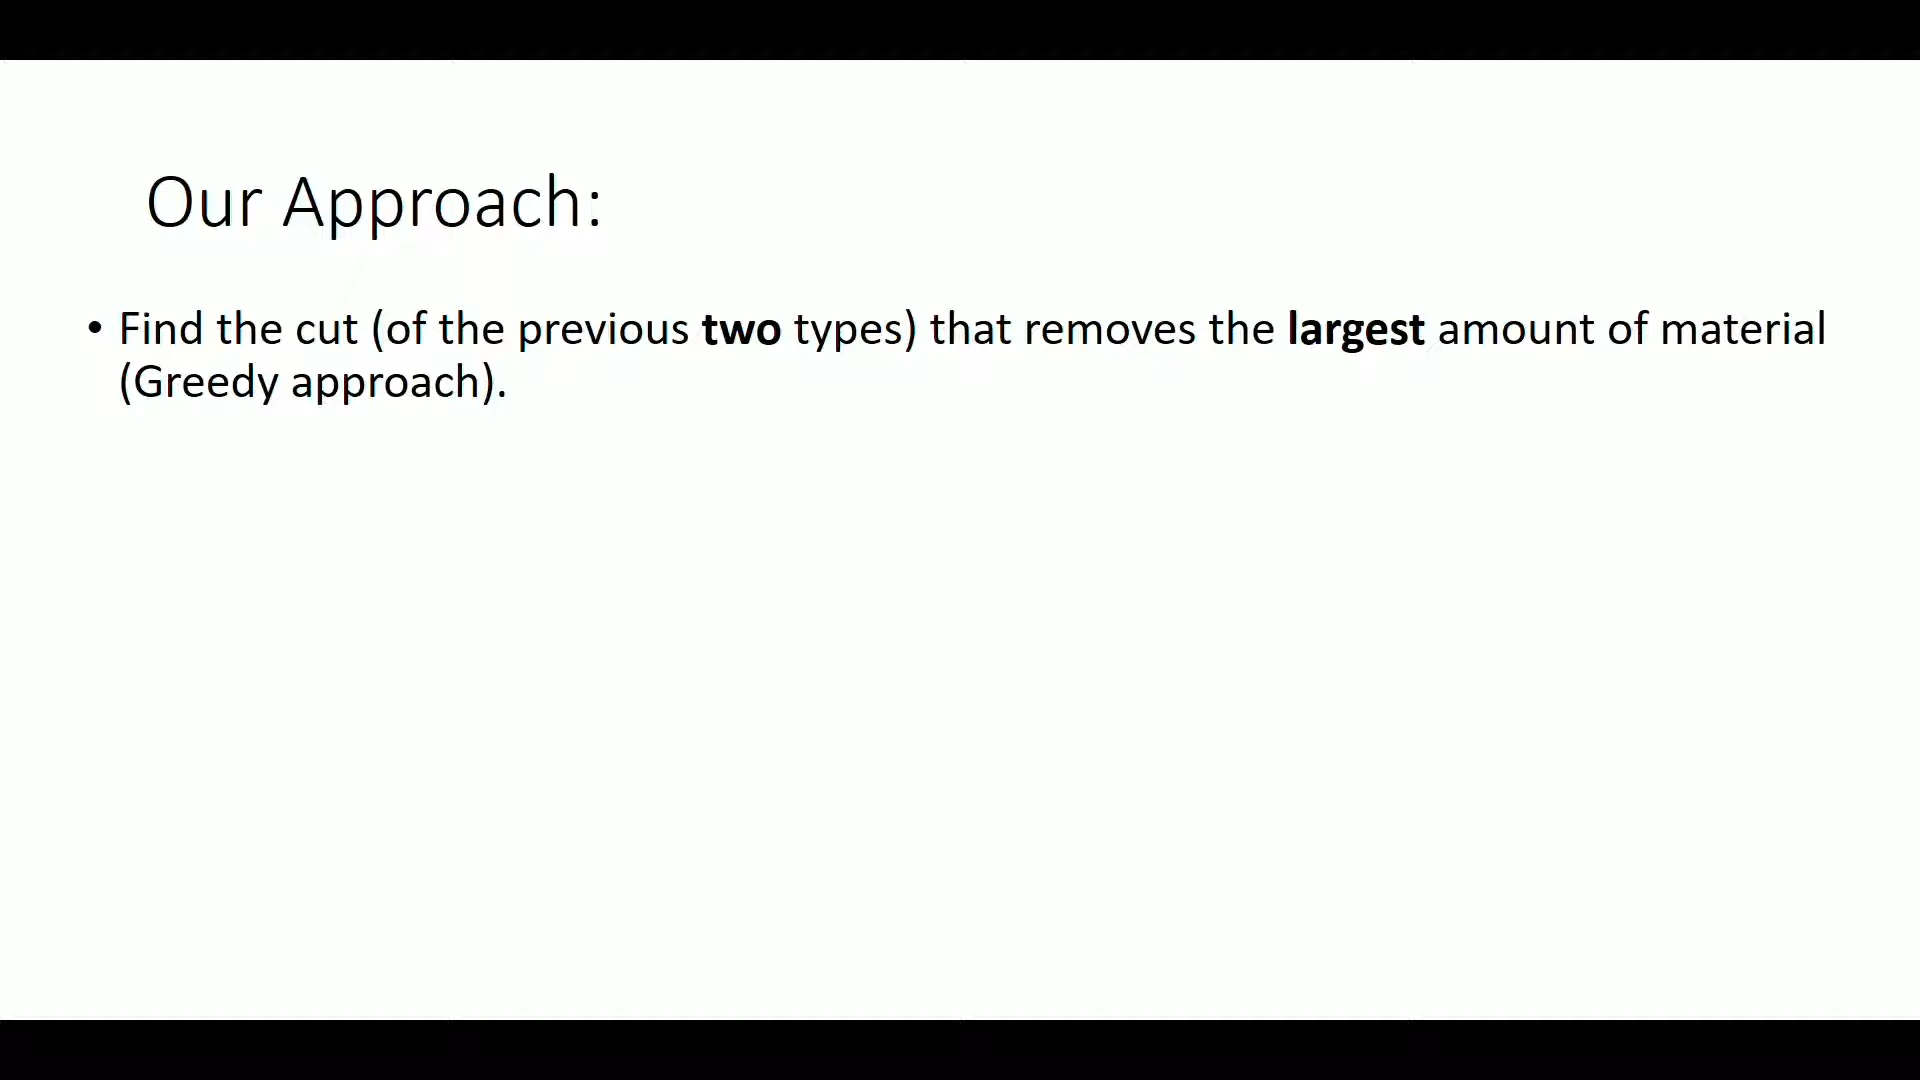 Our Approach:
• Find the cut (of the previous two types) that removes the largest amount of material
(Greedy approach).